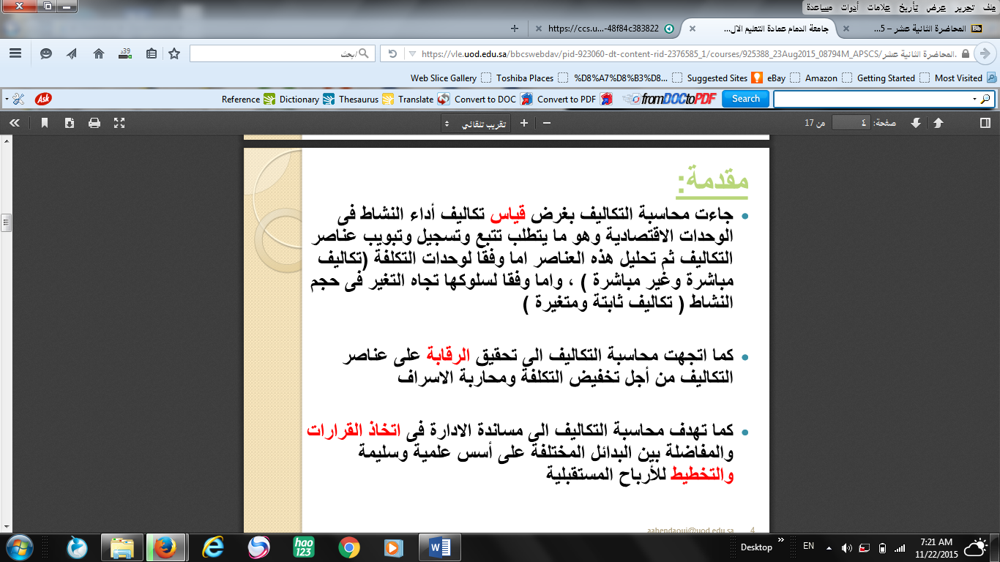 ملف تحرير عرض تأريخ علامات أدوات مساعدة
المحاضرة الثانية عشر – 5...
جامعة الدمام عمادة التعليم الال...
https://ccs.u...-48f84c383822
https://vle.uod.edu.sa/bbcswebdav/pid-923060-dt-content-rid-2376585_1/courses/925388_23Aug2015_08794M_APSCS/المحاضرة الثانية عشر.
بحث
39د
Most Visited Getting Started Amazon eBay Suggested Sites %D8%A7%D8%B3%D8... Toshiba Places Web Slice Gallery
Ask Reference Dictionary Thesaurus Translate Convert to DOC Convert to PDF fromDOCtoPDF Search
صفحة: ٤ من 17
تقريب تلقائي
مقدمة:
جاءت محاسبة التكاليف بغرض قياس تكاليف أداء النشاط فى
الوحدات الاقتصادية وهو ما يتطلب تتبع وتسجيل وتبويب عناصر
التكاليف ثم تحليل هذه العناصر اما وفقا لوحدات التكلفة (تكاليف
مباشرة وغير مباشرة ) ، واما وفقا لسلوكها تجاه التغير فى حجم
النشاط ( تكاليف ثابتة ومتغيرة )
كما اتجهت محاسبة التكاليف الى تحقيق الرقابة على عناصر
التكاليف من أجل تخفيض التكلفة ومحاربة الاسراف
كما تهدف محاسبة التكاليف الى مساندة الادارة فى اتخاذ القرارات
والمفاضلة بين البدائل المختلفة على أسس علمية وسليمة
والتخطيط للأرباح المستقبلية
aahendaoui@uod.edu.sa 4
hao123
Desktop
EN
7:21 AM
11/22/2015